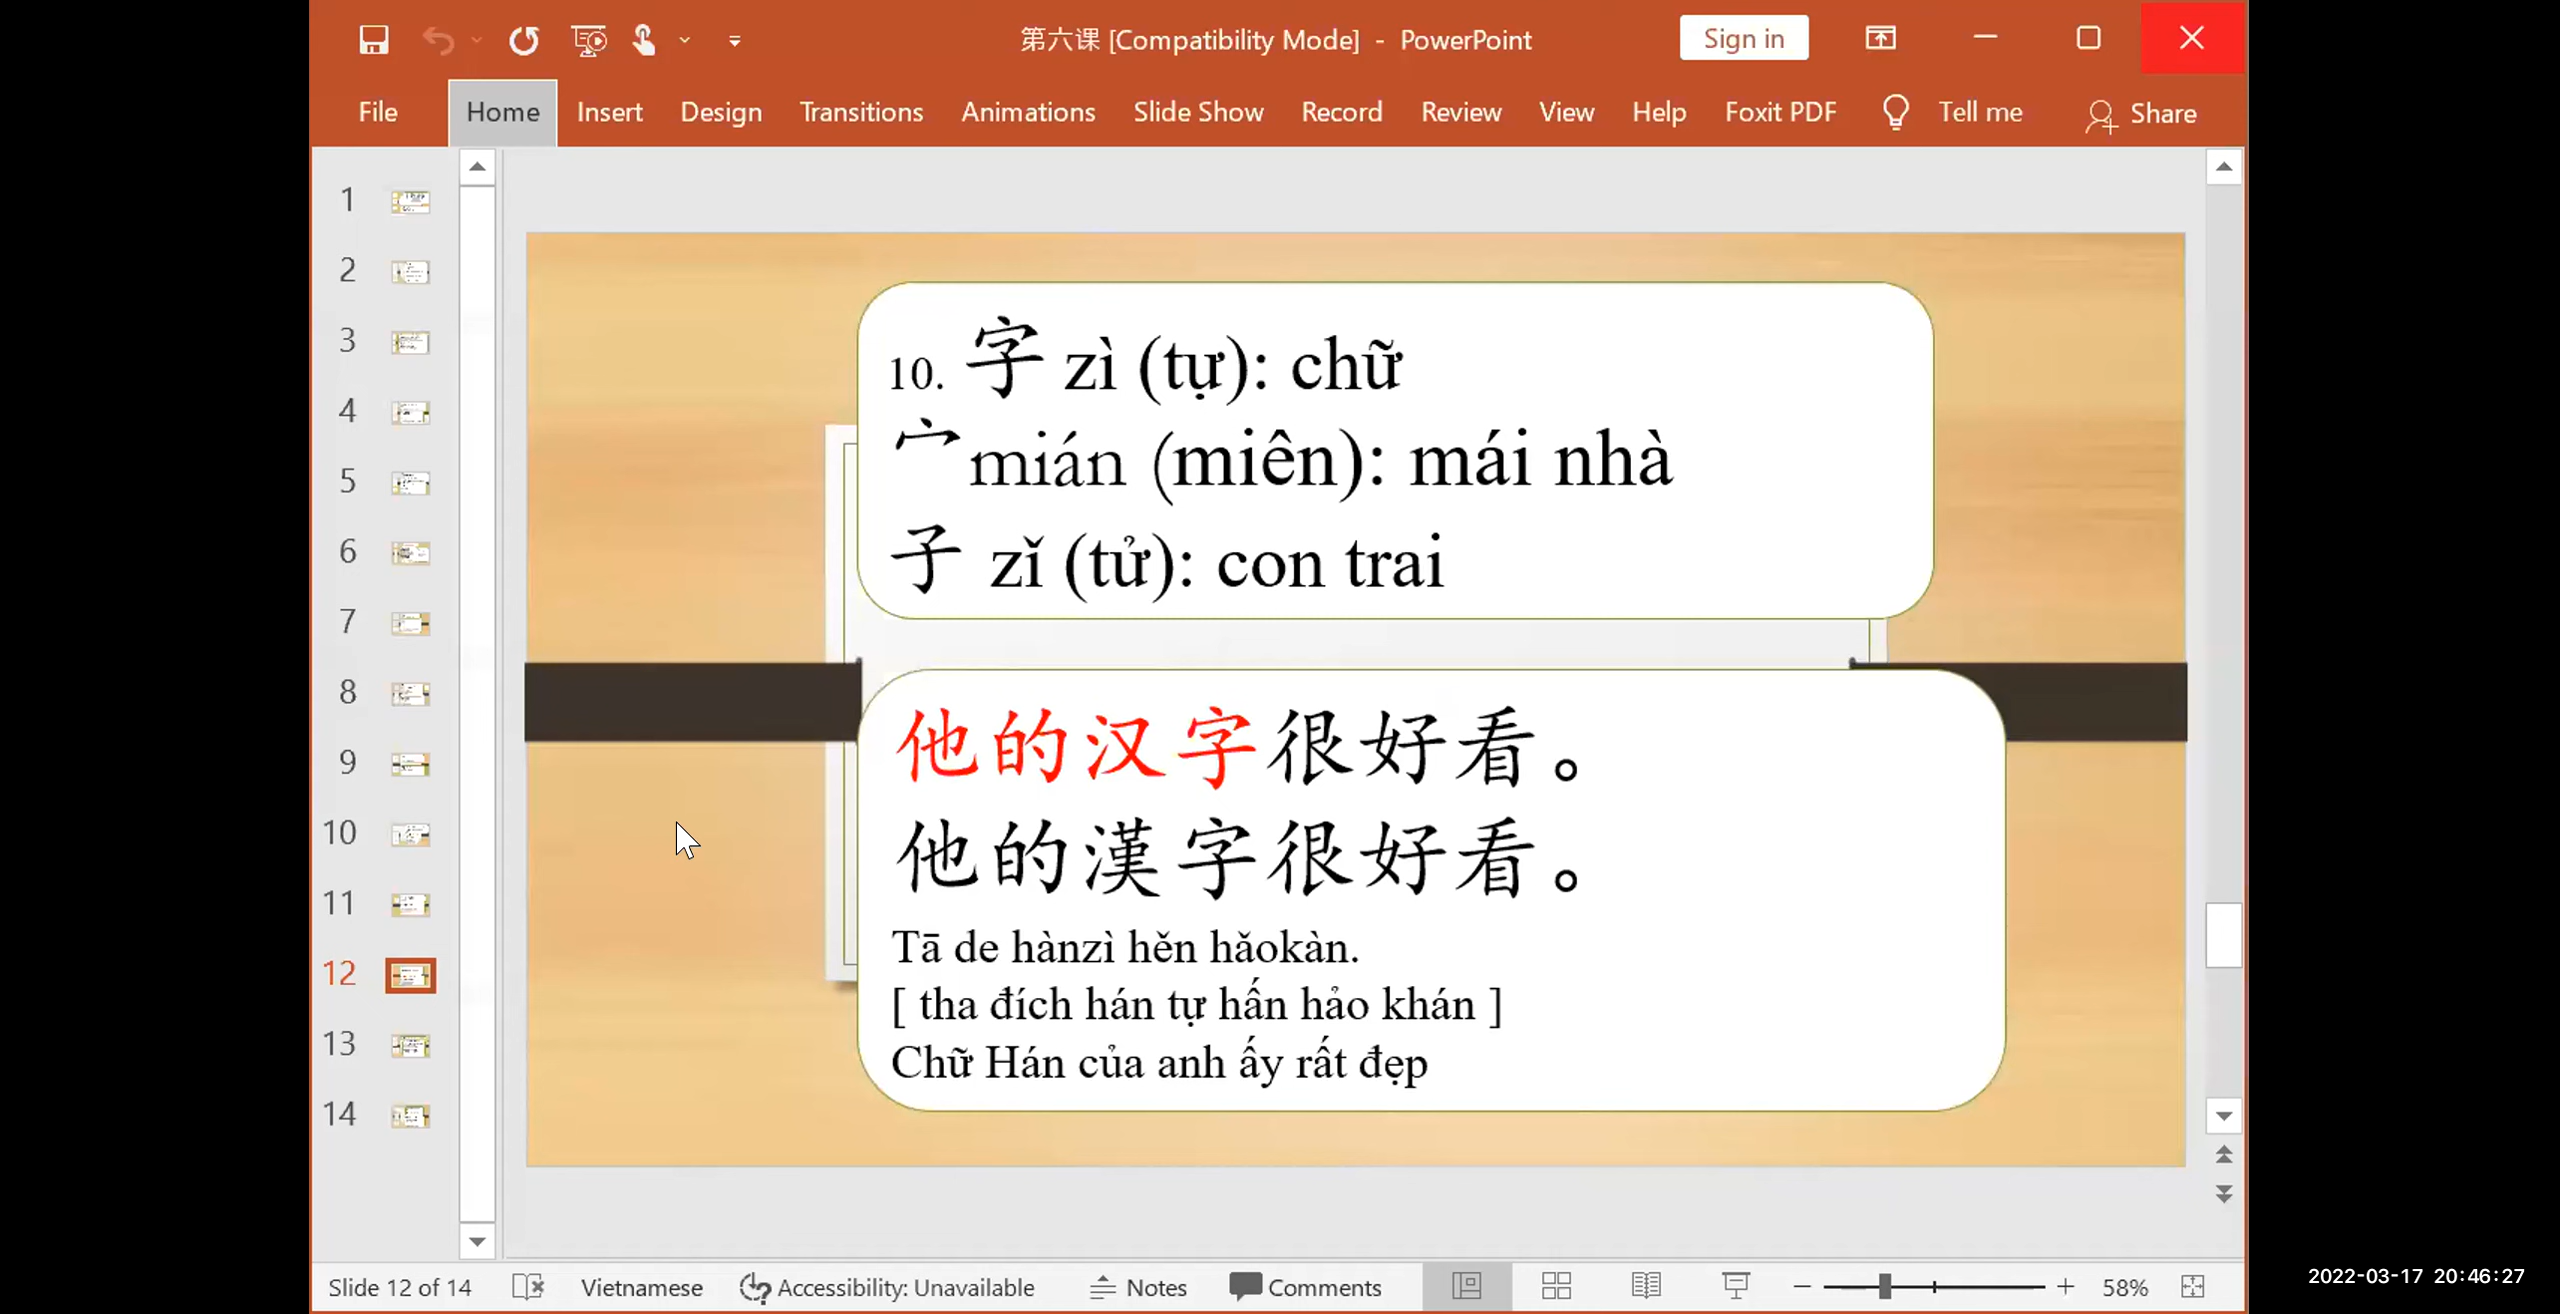 第六课 [Compatibility Mode] - PowerPoint
Sign in
File Home Insert Design Transitions Animations Slide Show Record Review View Help Foxit PDF Tell me Share
1
2
3
4
5
6
7
8
9
10
11
12
13
14
10. 字 zì (tự): chữ
宀mián (miên): mái nhà
子 zǐ (tử): con trai
他的汉字很好看。
他的漢字很好看。
Tā de hànzì hěn hǎokàn.
[ tha đích hán tự hấn hảo khán ]
Chữ Hán của anh ấy rất đẹp
Slide 12 of 14 Vietnamese Accessibility: Unavailable Notes Comments 58%
2022-03-17 20:46:27